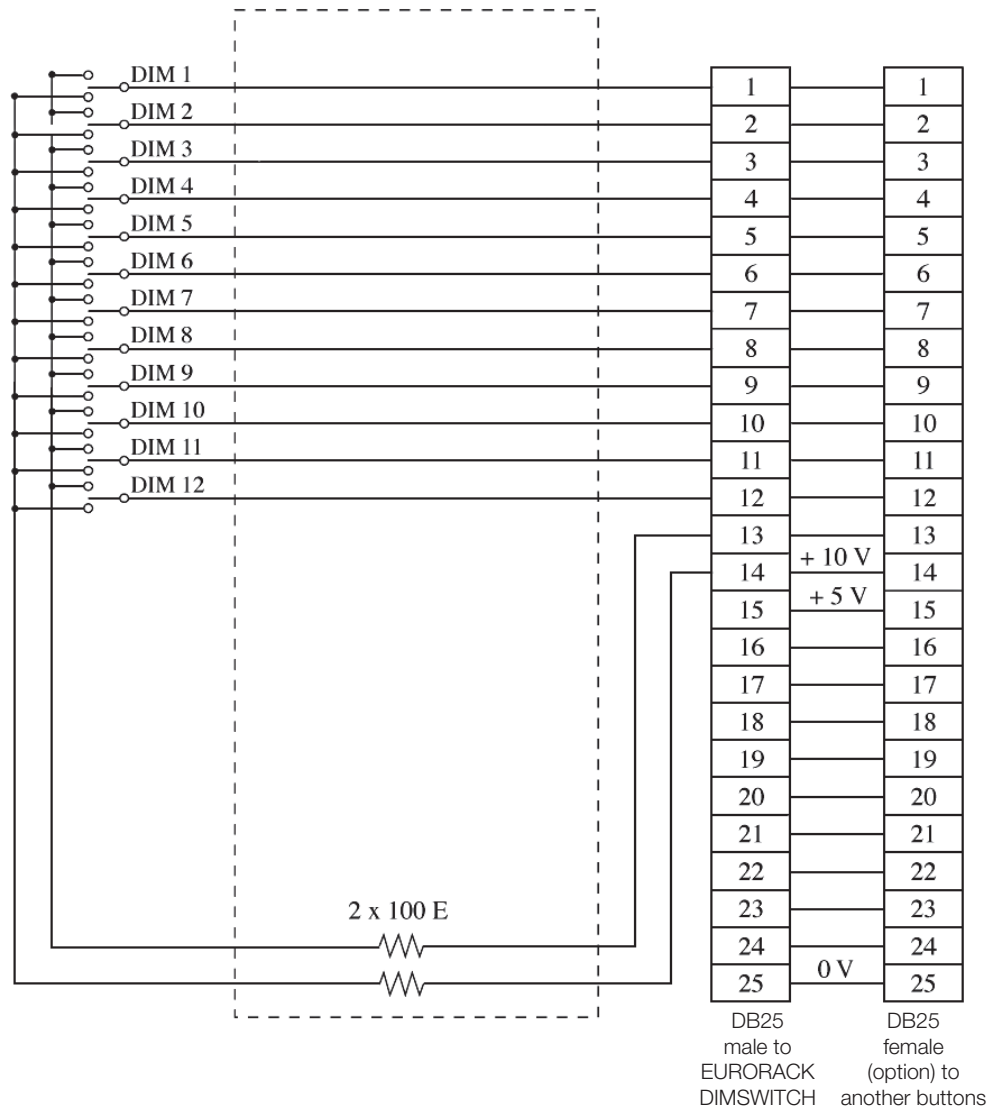 DIM 1
DIM 2
DIM 3
DIM 4
DIM 5
DIM 6
DIM 7
DIM 8
DIM 9
DIM 10
DIM 11
DIM 12
2 x 100 E
1
2
3
4
5
6
7
8
9
10
11
12
13
14
15
16
17
18
19
20
21
22
23
24
25
+ 10 V
+ 5 V
0 V
1
2
3
4
5
6
7
8
9
10
11
12
13
14
15
16
17
18
19
20
21
22
23
24
25
DB25
male to
EURORACK
DIMSWITCH
DB25
female
(option) to
another buttons